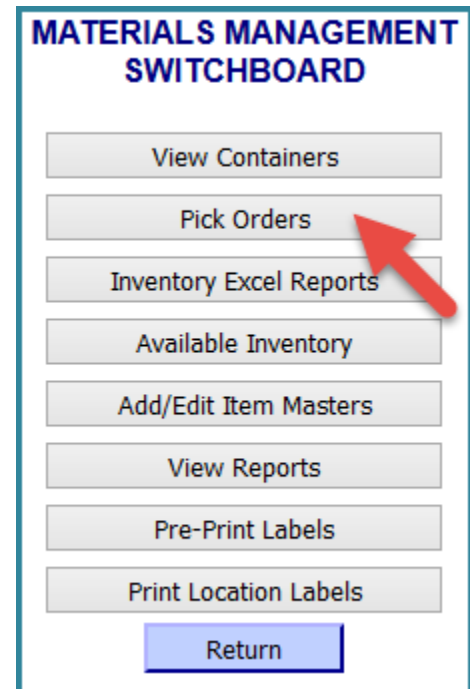 MATERIALS MANAGEMENT
SWITCHBOARD
View Containers
Pick Orders
Inventory Excel Reports
Available Inventory
Add/Edit Item Masters
View Reports
Pre-Print Labels
Print Location Labels
Return